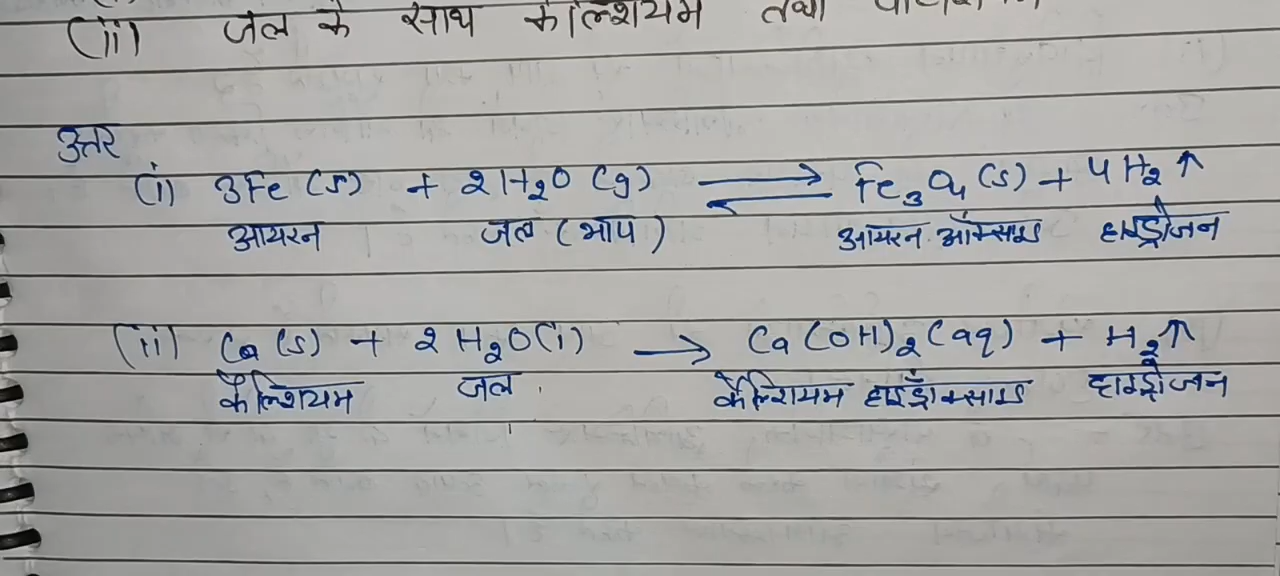 (ii) जल के साथ कैल्शियम तथा
उत्तर
(i) 3Fe (s) + 2H₂O (g) ⇌ Fe₃O₄ (s) + 4H₂↑
आयरन जल (भाप) आयरन ऑक्साइड हाइड्रोजन
(ii) Ca (s) + 2H₂O(l) → Ca(OH)₂(aq) + H₂↑
कैल्शियम जल कैल्शियम हाइड्रॉक्साइड हाइड्रोजन